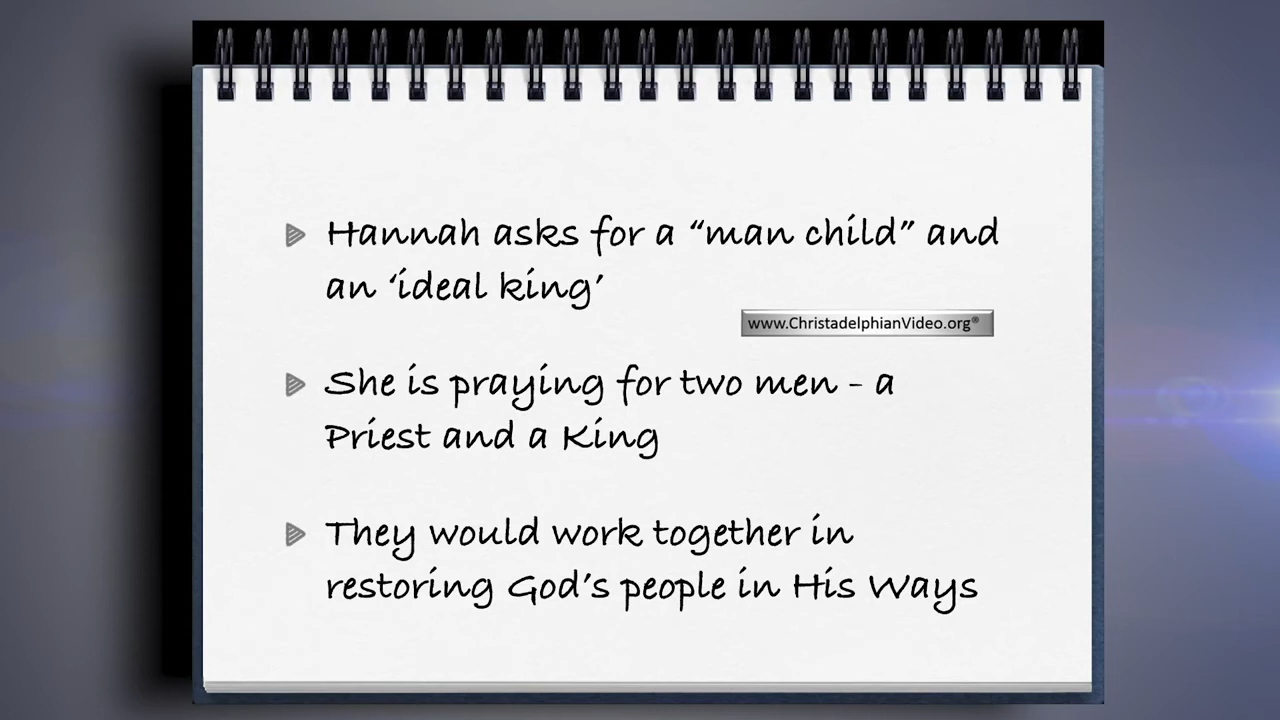 Hannah asks for a “man child” and
an ‘ideal king’
www.ChristadelphianVideo.org®
She is praying for two men - a
Priest and a King
They would work together in
restoring God’s people in His Ways